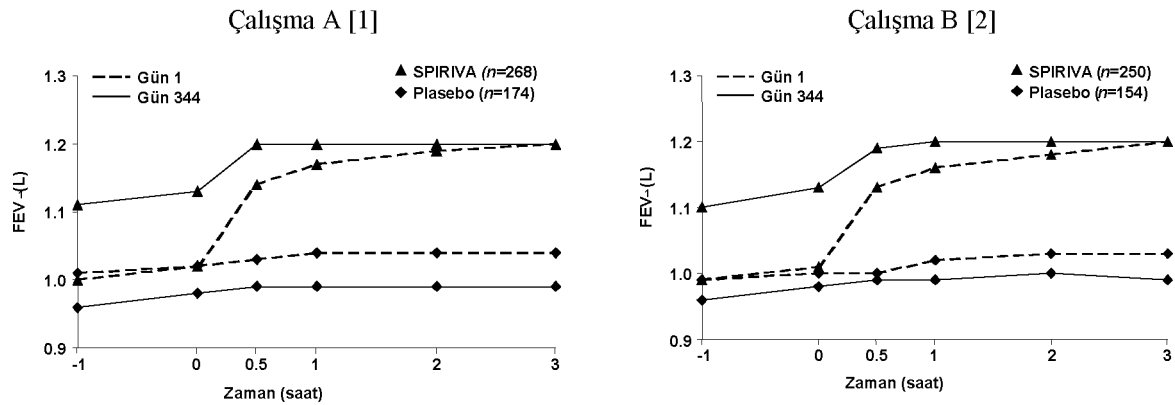 Çalışma A [1]
1.3
1.2
1.1
1.0
0.9
FEV¬(L)
Gün 1
Gün 344
SPIRIVA (n=268)
Plasebo (n=174)
-1 0 0.5 1 2 3
Zaman (saat)
Çalışma B [2]
1.3
1.2
1.1
1.0
0.9
FEV¬(L)
Gün 1
Gün 344
SPIRIVA (n=250)
Plasebo (n=154)
-1 0 0.5 1 2 3
Zaman (saat)